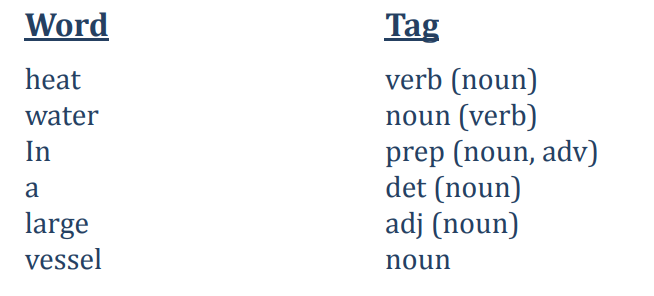 Word Tag
heat verb (noun)
water noun (verb)
In prep (noun, adv)
a det (noun)
large adj (noun)
vessel noun